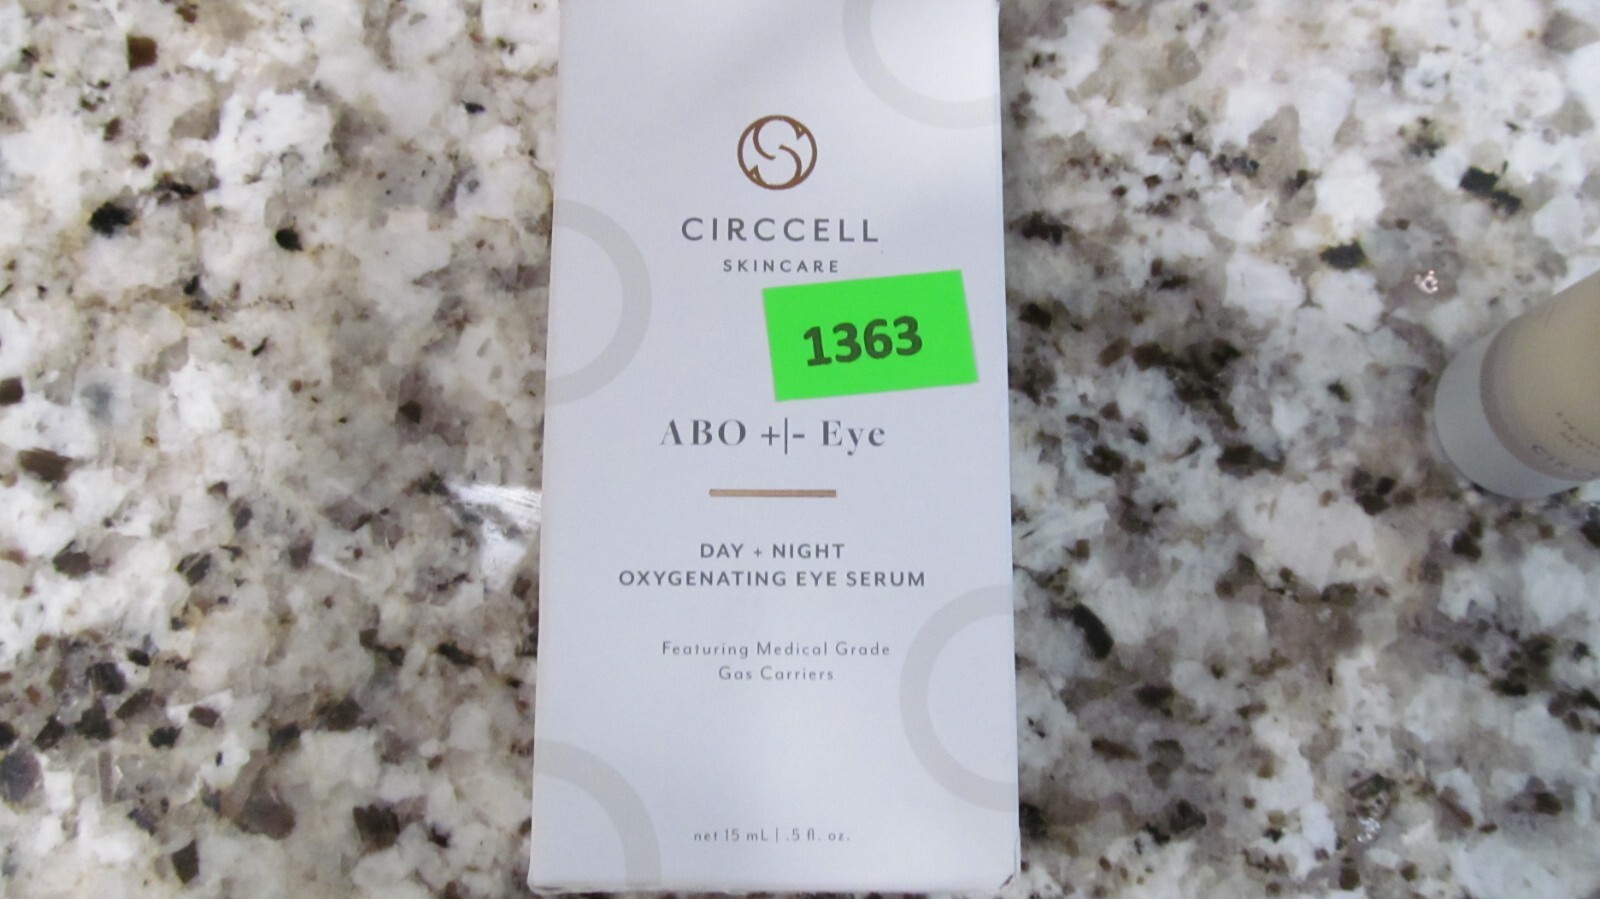 CIRCCELL
SKINCARE
1363
ABO +|- Eye
DAY + NIGHT
OXYGENATING EYE SERUM
Featuring Medical Grade
Gas Carriers
net 15 mL | .5 fl. oz.